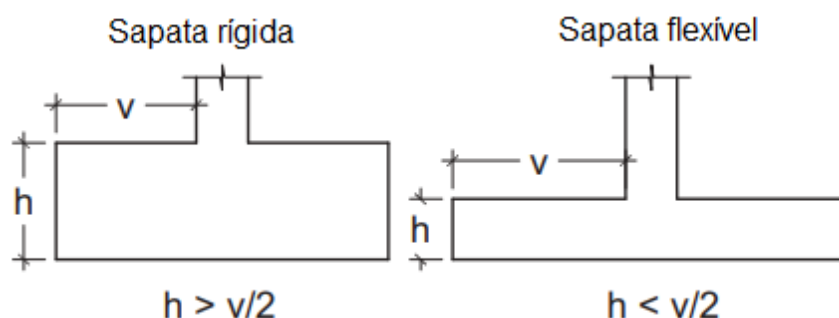 Sapata rígida
Sapata flexível
v
v
h
h
h > v/2
h < v/2